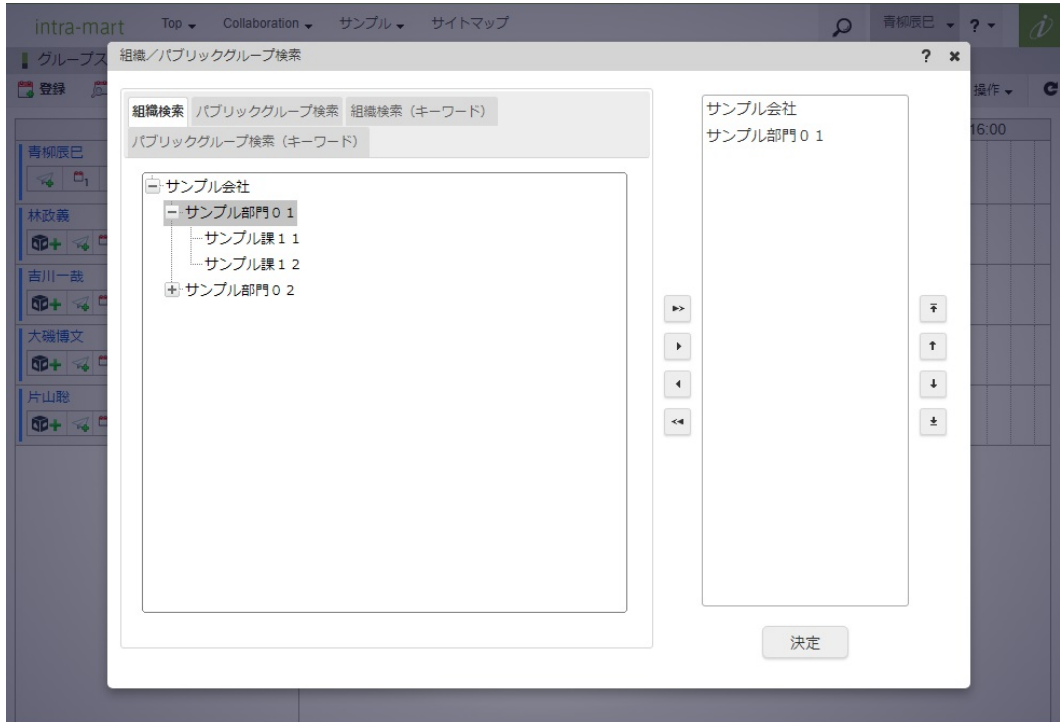 intra-mart Top Collaboration サンプル サイトマップ 青柳辰巳 ?
グループス
組織/パブリックグループ検索 ?
登録
操作
組織検索 パブリックグループ検索 組織検索（キーワード）
パブリックグループ検索（キーワード）
サンプル会社
サンプル部門０１
サンプル課１１
サンプル課１２
サンプル部門０２
サンプル会社
サンプル部門０１
16:00
青柳辰巳
林政義
吉川一哉
大磯博文
片山聡
決定